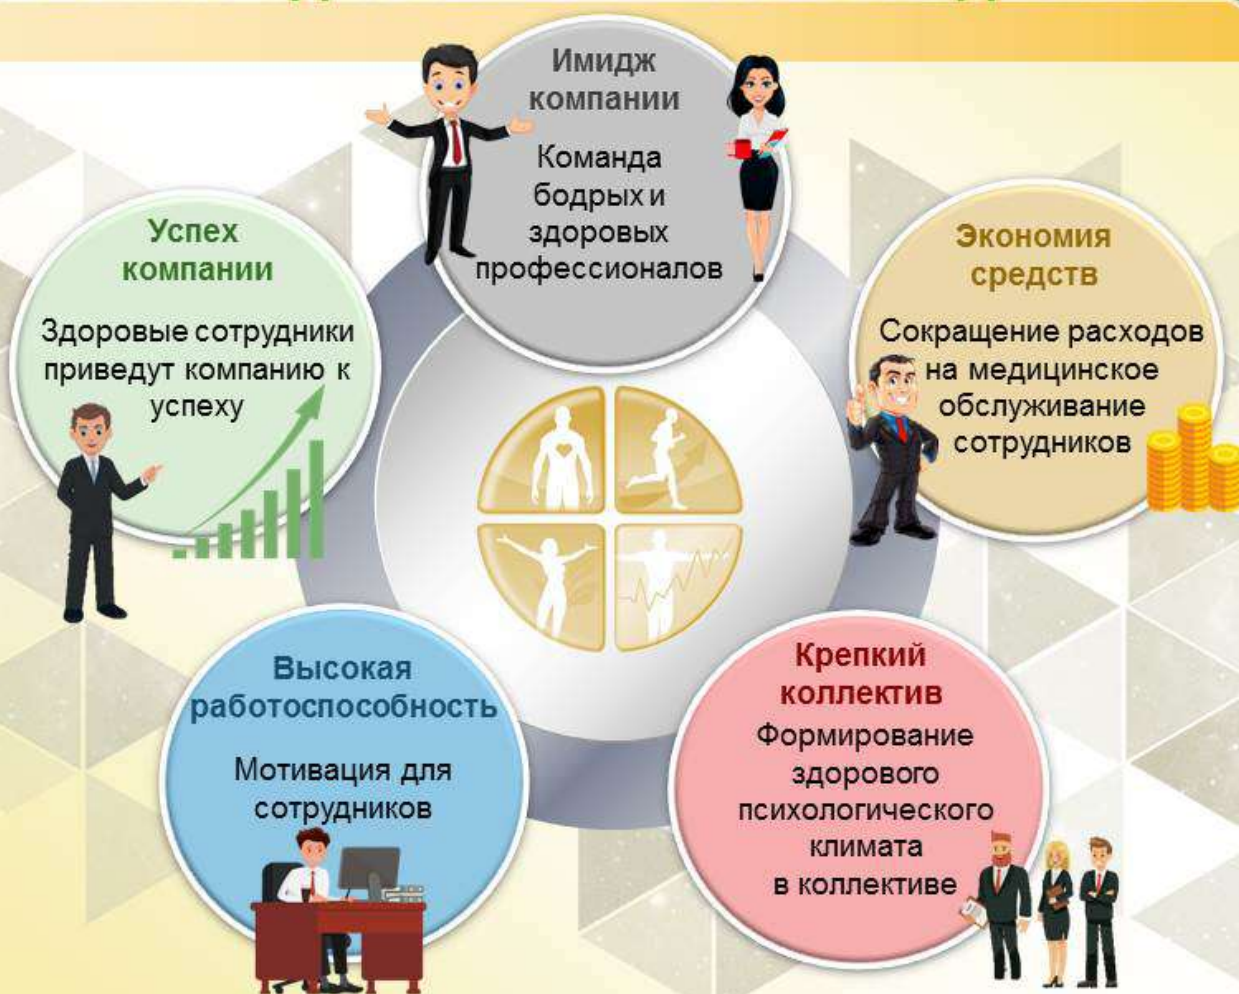 Имидж
компании
Команда
бодрых и
здоровых
профессионалов
Успех
компании
Здоровые сотрудники
приведут компанию к
успеху
Экономия
средств
Сокращение расходов
на медицинское
обслуживание
сотрудников
Высокая
работоспособность
Мотивация для
сотрудников
Крепкий
коллектив
Формирование
здорового
психологического
климата
в коллективе